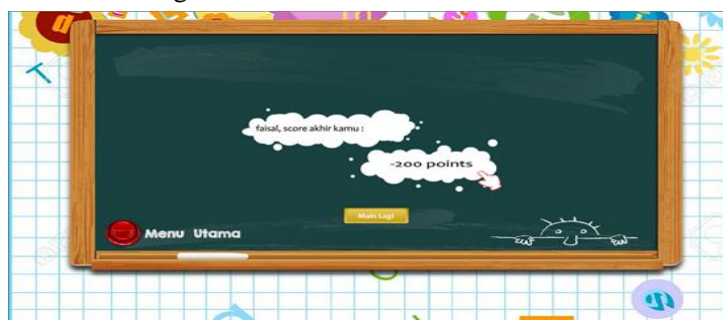 d
T
faisal, score akhir kamu :
-200 points
Main Lagi
Menu Utama